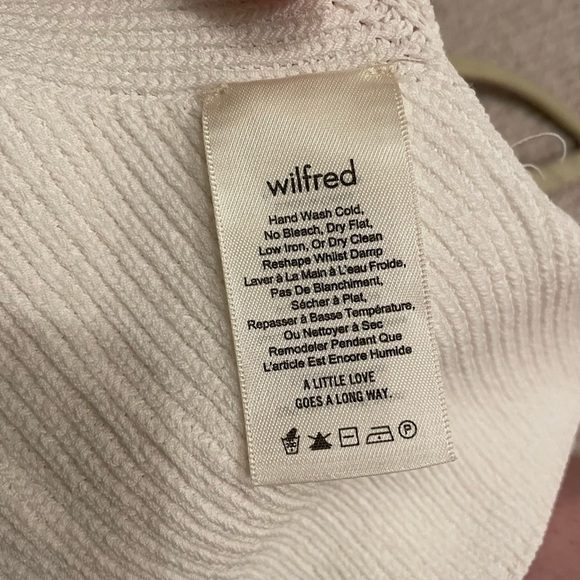 wilfred
Hand Wash Cold,
No Bleach, Dry Flat,
Low Iron, Or Dry Clean
Reshape Whilst Damp
Laver à La Main à L'eau Froide,
Pas De Blanchiment,
Sécher à Plat,
Repasser à Basse Température,
Ou Nettoyer à Sec
Remodeler Pendant Que
L'article Est Encore Humide
A LITTLE LOVE
GOES A LONG WAY.
P